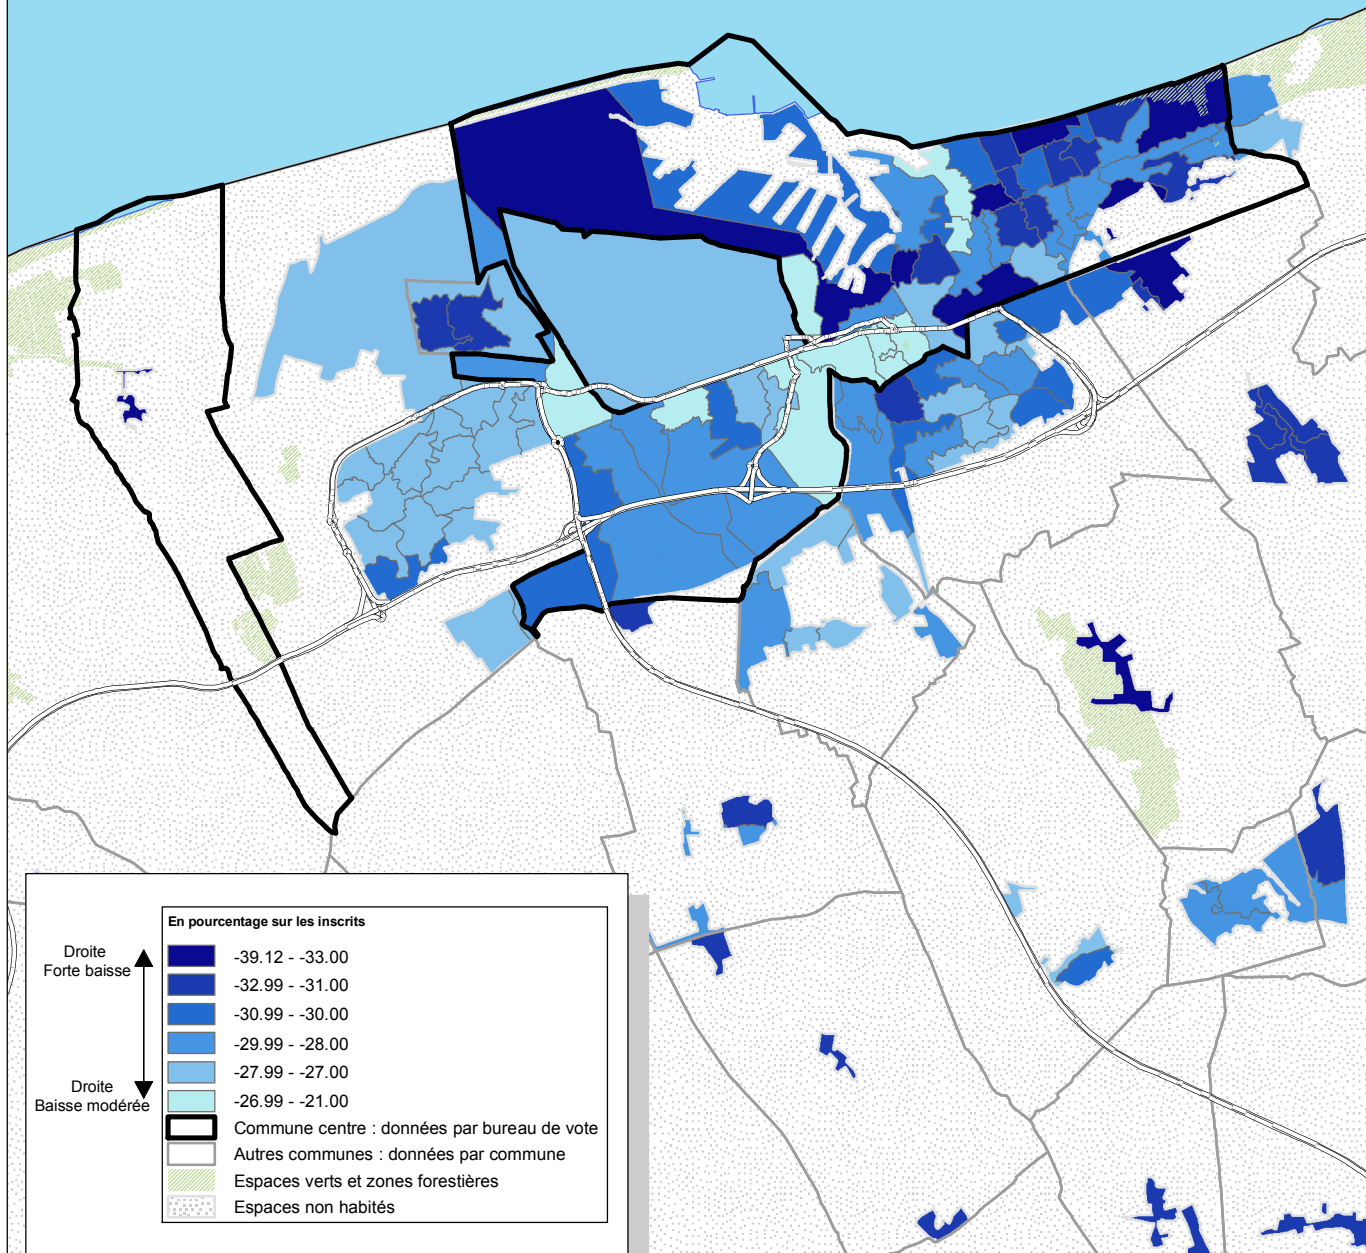 En pourcentage sur les inscrits
Droite
Forte baisse
-39.12 - -33.00
-32.99 - -31.00
-30.99 - -30.00
-29.99 - -28.00
-27.99 - -27.00
Droite
Baisse modérée
-26.99 - -21.00
Commune centre : données par bureau de vote
Autres communes : données par commune
Espaces verts et zones forestières
Espaces non habités